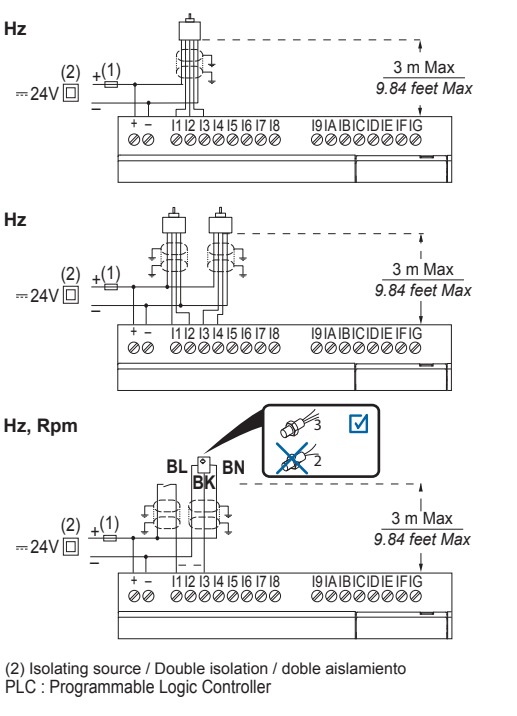 Hz
(2) + (1)
24V
–
3 m Max
9.84 feet Max
+ – I1 I2 I3 I4 I5 I6 I7 I8 I9 IA IB IC ID IE IF IG
Hz
(2) + (1)
24V
–
3 m Max
9.84 feet Max
+ – I1 I2 I3 I4 I5 I6 I7 I8 I9 IA IB IC ID IE IF IG
Hz, Rpm
3
2
BL BN
BK
(2) + (1)
24V
–
3 m Max
9.84 feet Max
+ – I1 I2 I3 I4 I5 I6 I7 I8 I9 IA IB IC ID IE IF IG
(2) Isolating source / Double isolation / doble aislamiento
PLC : Programmable Logic Controller